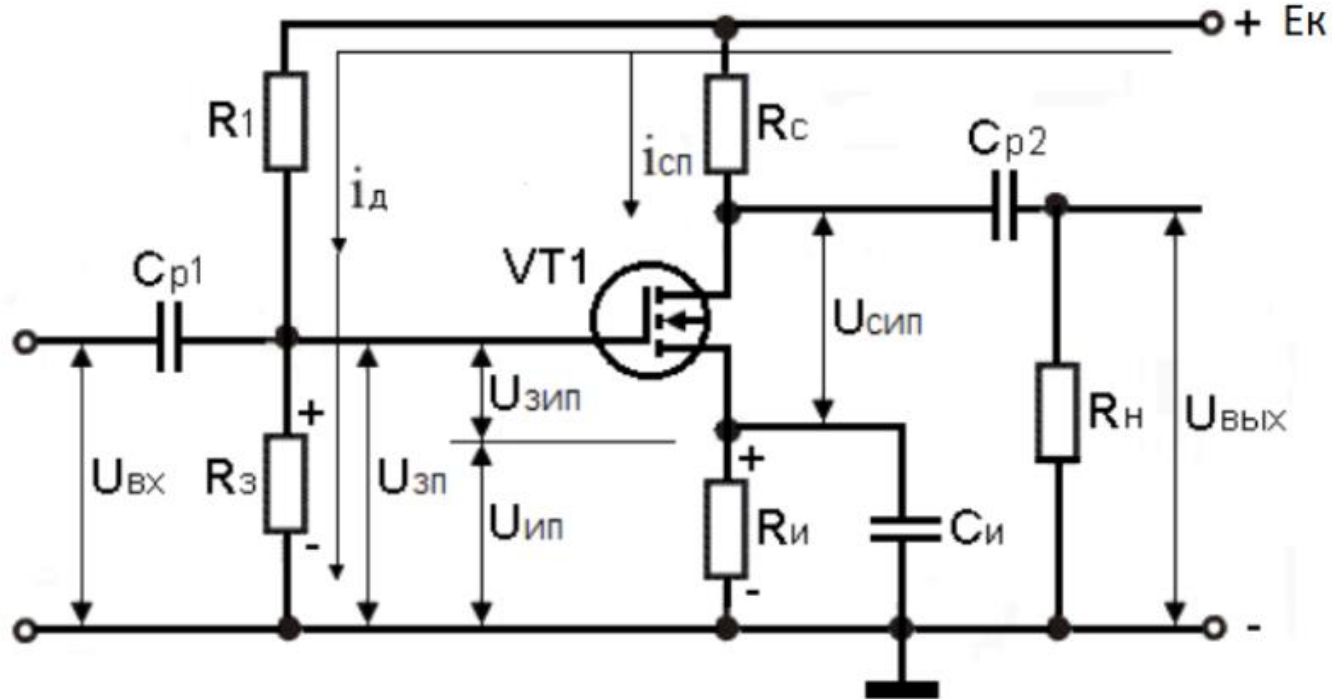 + Ек
R1
Rс
Cр2
iсп
iд
Cр1
VT1
Uсип
Uзип
+
Rн
Uвых
+
Uвх
Rз
Uзп
Uип
Rи
Cи
-
-
-